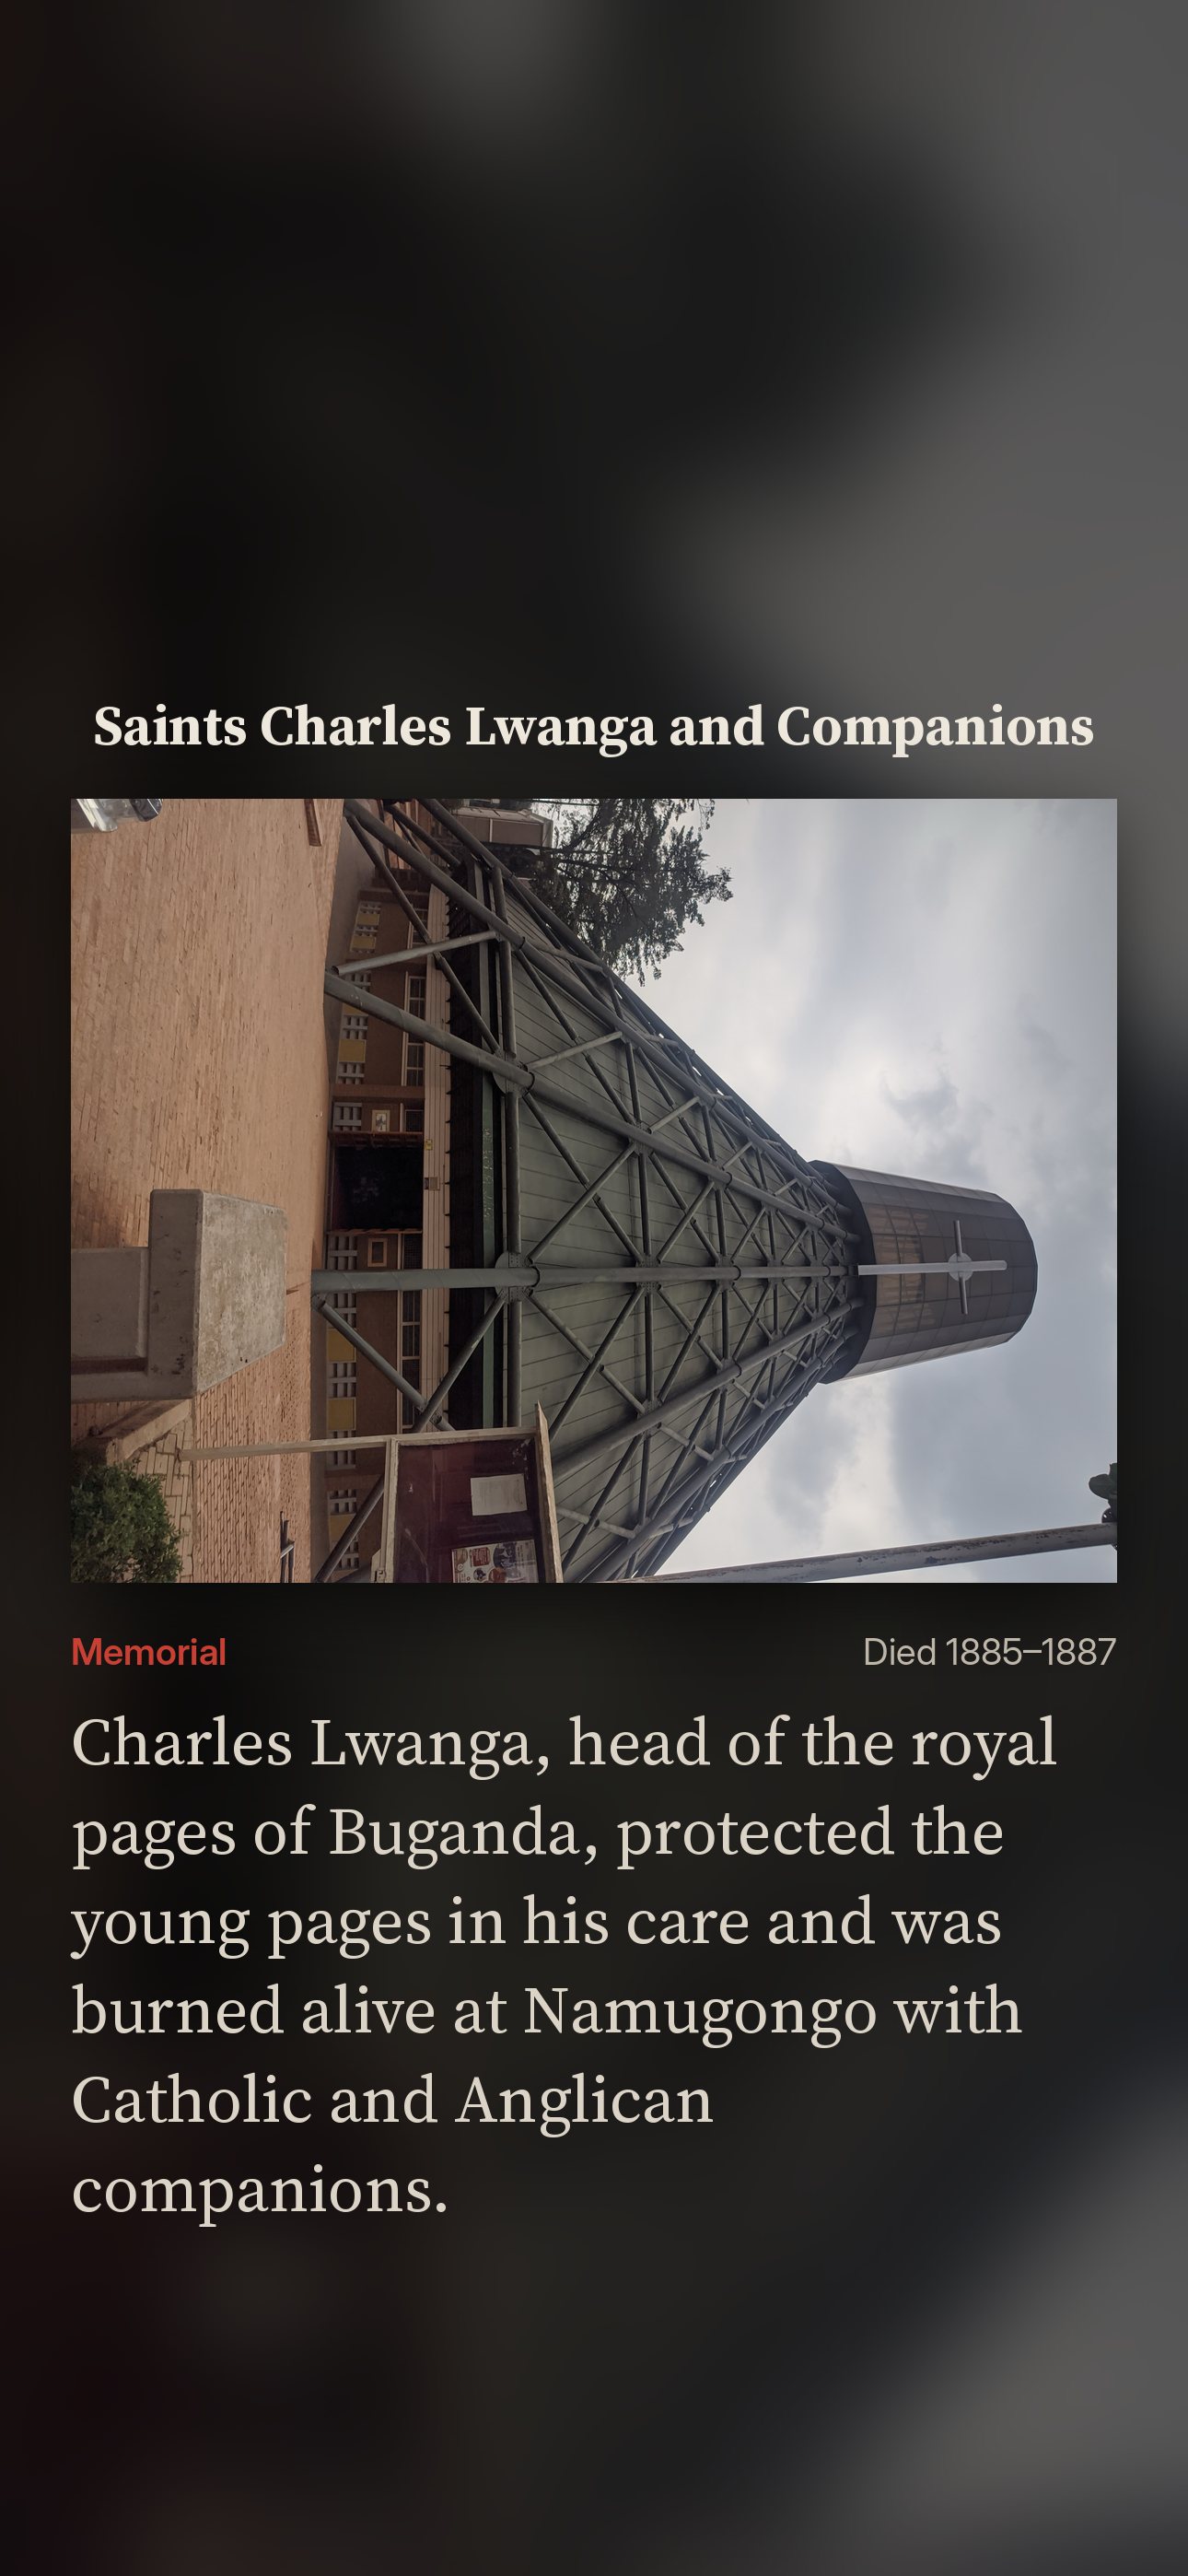 Saints Charles Lwanga and Companions
Memorial
Died 1885–1887
Charles Lwanga, head of the royal
pages of Buganda, protected the
young pages in his care and was
burned alive at Namugongo with
Catholic and Anglican
companions.